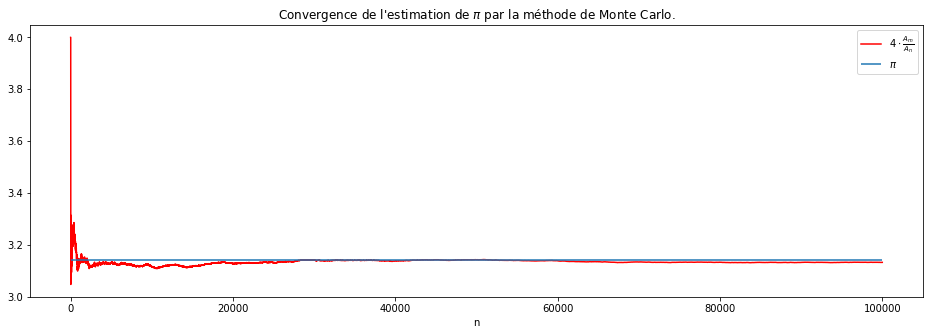 Convergence de l'estimation de π par la méthode de Monte Carlo.
4.0
3.8
3.6
3.4
3.2
3.0
4 · Am/An
π
0 20000 40000 60000 80000 100000
n